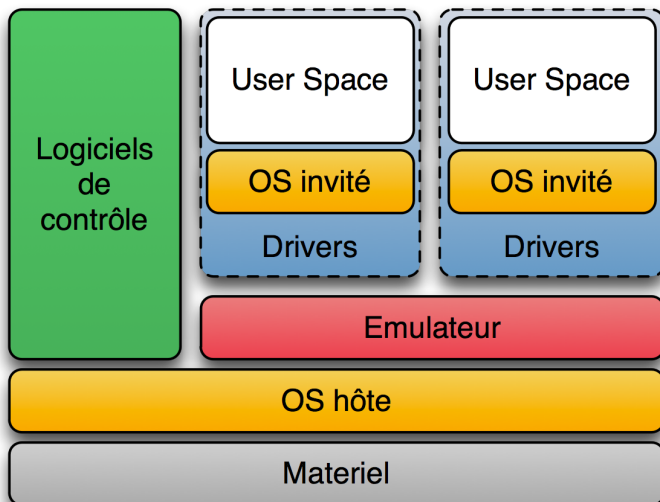 Logiciels
de
contrôle
User Space
OS invité
Drivers
User Space
OS invité
Drivers
Emulateur
OS hôte
Materiel